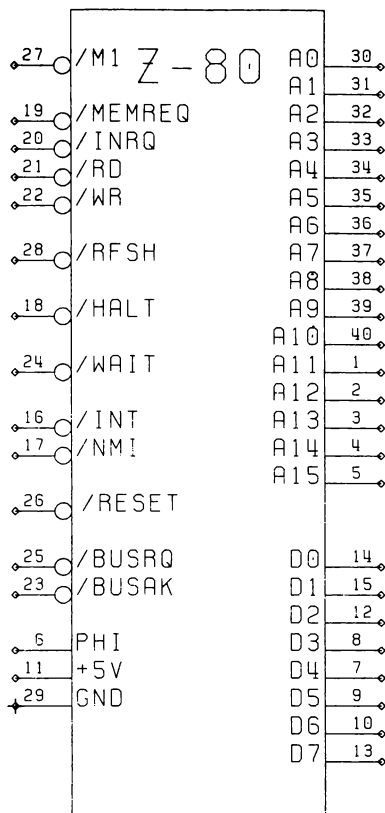 27 /M1 Z-80 A0 30
A1 31
19 /MEMREQ A2 32
20 /INRQ A3 33
21 /RD A4 34
22 /WR A5 35
A6 36
28 /RFSH A7 37
A8 38
18 /HALT A9 39
A10 40
24 /WAIT A11 1
A12 2
16 /INT A13 3
17 /NMI A14 4
A15 5
26 /RESET
25 /BUSRQ D0 14
23 /BUSAK D1 15
D2 12
6 PHI D3 8
11 +5V D4 7
29 GND D5 9
D6 10
D7 13